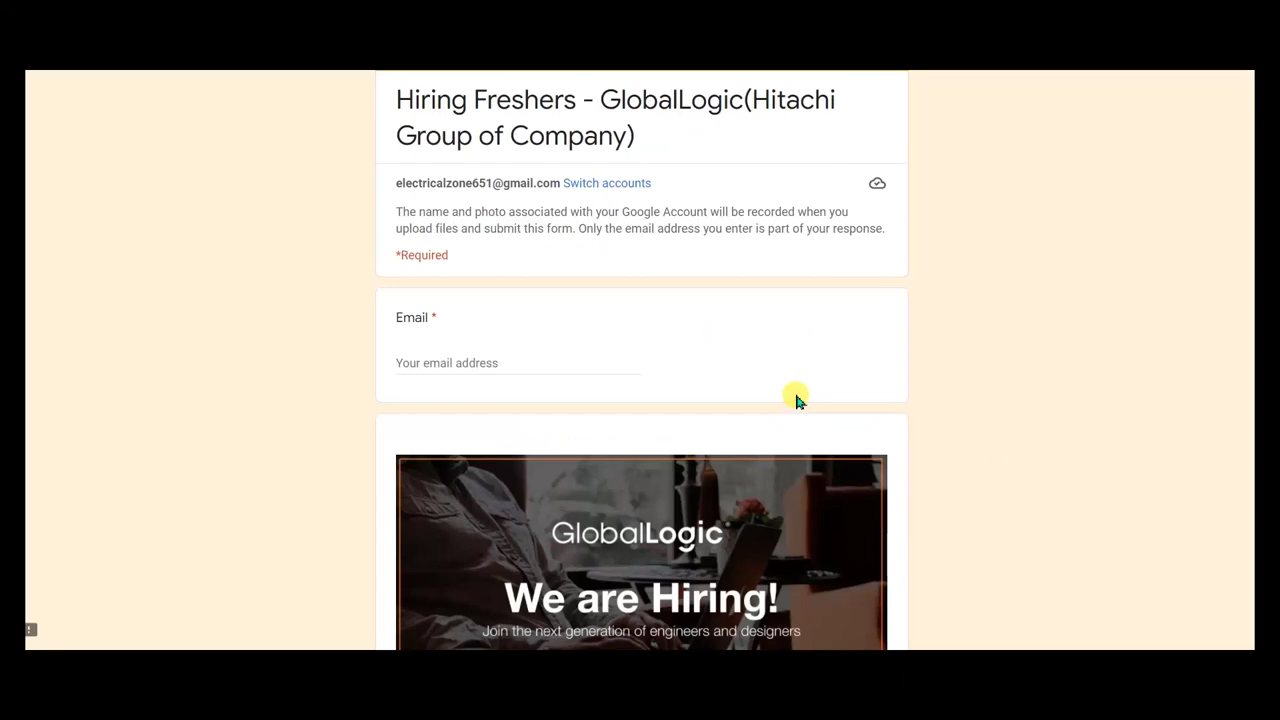 Hiring Freshers - GlobalLogic(Hitachi
Group of Company)
electricalzone651@gmail.com Switch accounts
The name and photo associated with your Google Account will be recorded when you
upload files and submit this form. Only the email address you enter is part of your response.
*Required
Email *
Your email address
GlobalLogic
We are Hiring!
Join the next generation of engineers and designers